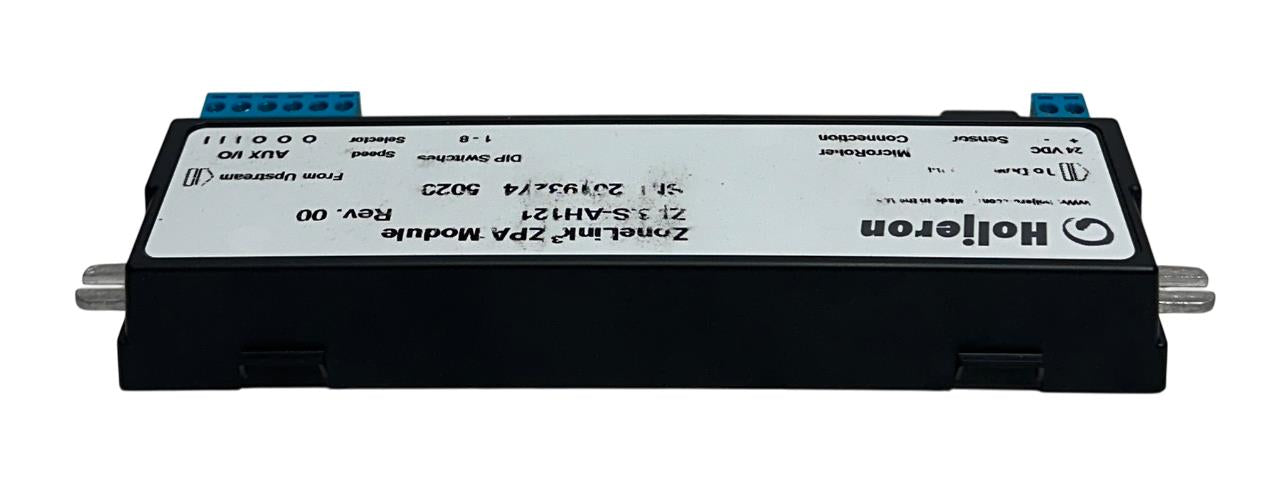 Holjeron
ZoneLink³ ZPA Module
ZL3.S-AH121 Rev. 00
5023
From Upstream
24 VDC
+ -
Sensor
MicroRoller
Connection
DIP Switches
1 - 8
Speed
Selector
AUX I/O
O O I I I